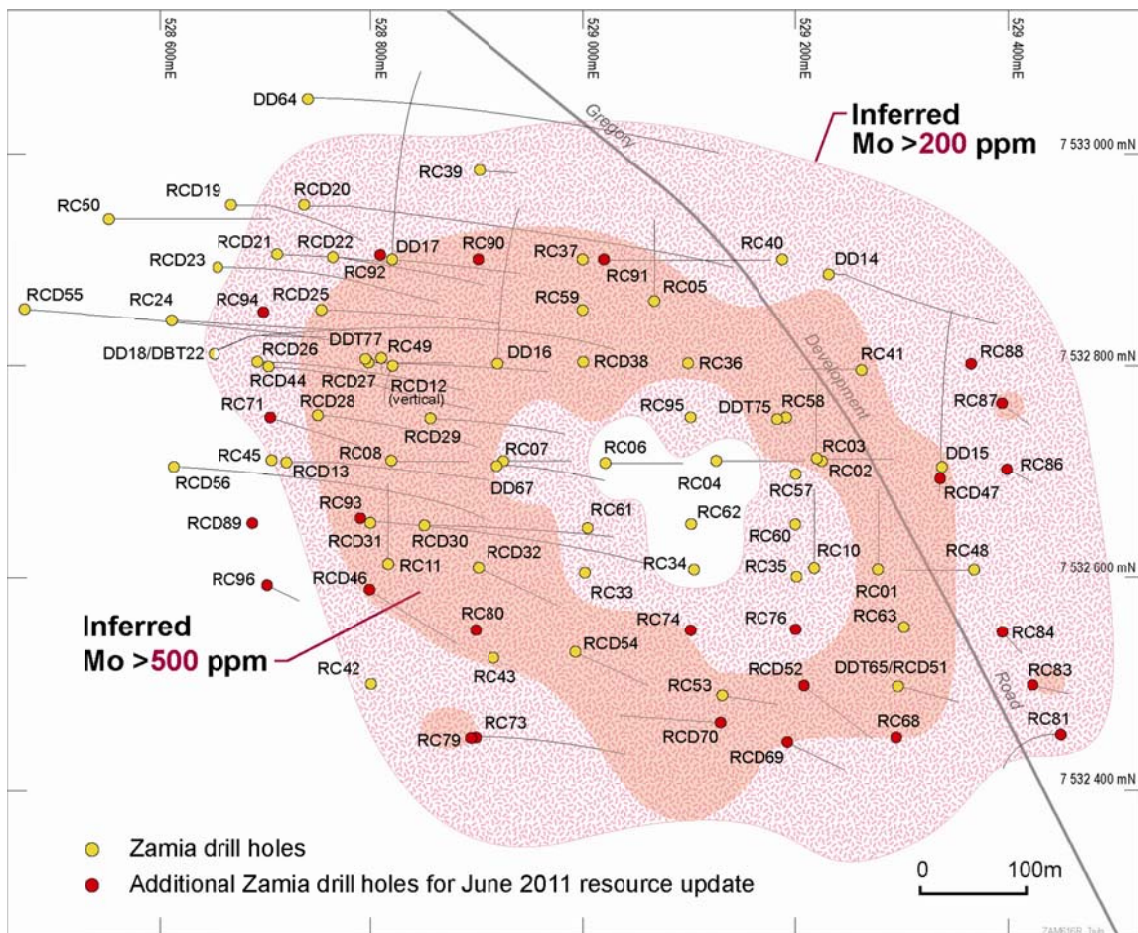 528 600mE
528 800mE
529 000mE
529 200mE
529 400mE
DD64
Gregory
Inferred
Mo >200 ppm
7 533 000 mN
RC39
RCD19
RCD20
RC50
RCD21
RCD22
DD17
RC90
RC37
RC40
DD14
RCD23
RC92
RC91
RC05
RCD55
RC24
RC94
RCD25
RC59
DD18/DBT22
RCD26
DDT77
RC49
DD16
RCD38
RC36
Development
RC41
RC88
7 532 800 mN
RCD44
RCD27
RCD12
(vertical)
RC87
RC71
RCD28
RCD29
RC95
DDT75
RC58
RC45
RCD13
RC08
RC07
RC06
RC03
RC02
DD15
RC86
RCD56
DD67
RC04
RC57
RCD47
RCD89
RC93
RCD31
RCD30
RC61
RC62
RC60
RC10
RC48
RCD32
RC96
RCD46
RC11
RC33
RC34
RC35
RC01
7 532 600 mN
RC80
RC74
RC76
RC63
RC84
Inferred
Mo >500 ppm
RC42
RC43
RCD54
RCD52
DDT65/RCD51
RC83
RC53
Road
RC79
RC73
RCD70
RCD69
RC68
RC81
7 532 400 mN
Zamia drill holes
Additional Zamia drill holes for June 2011 resource update
0
100m